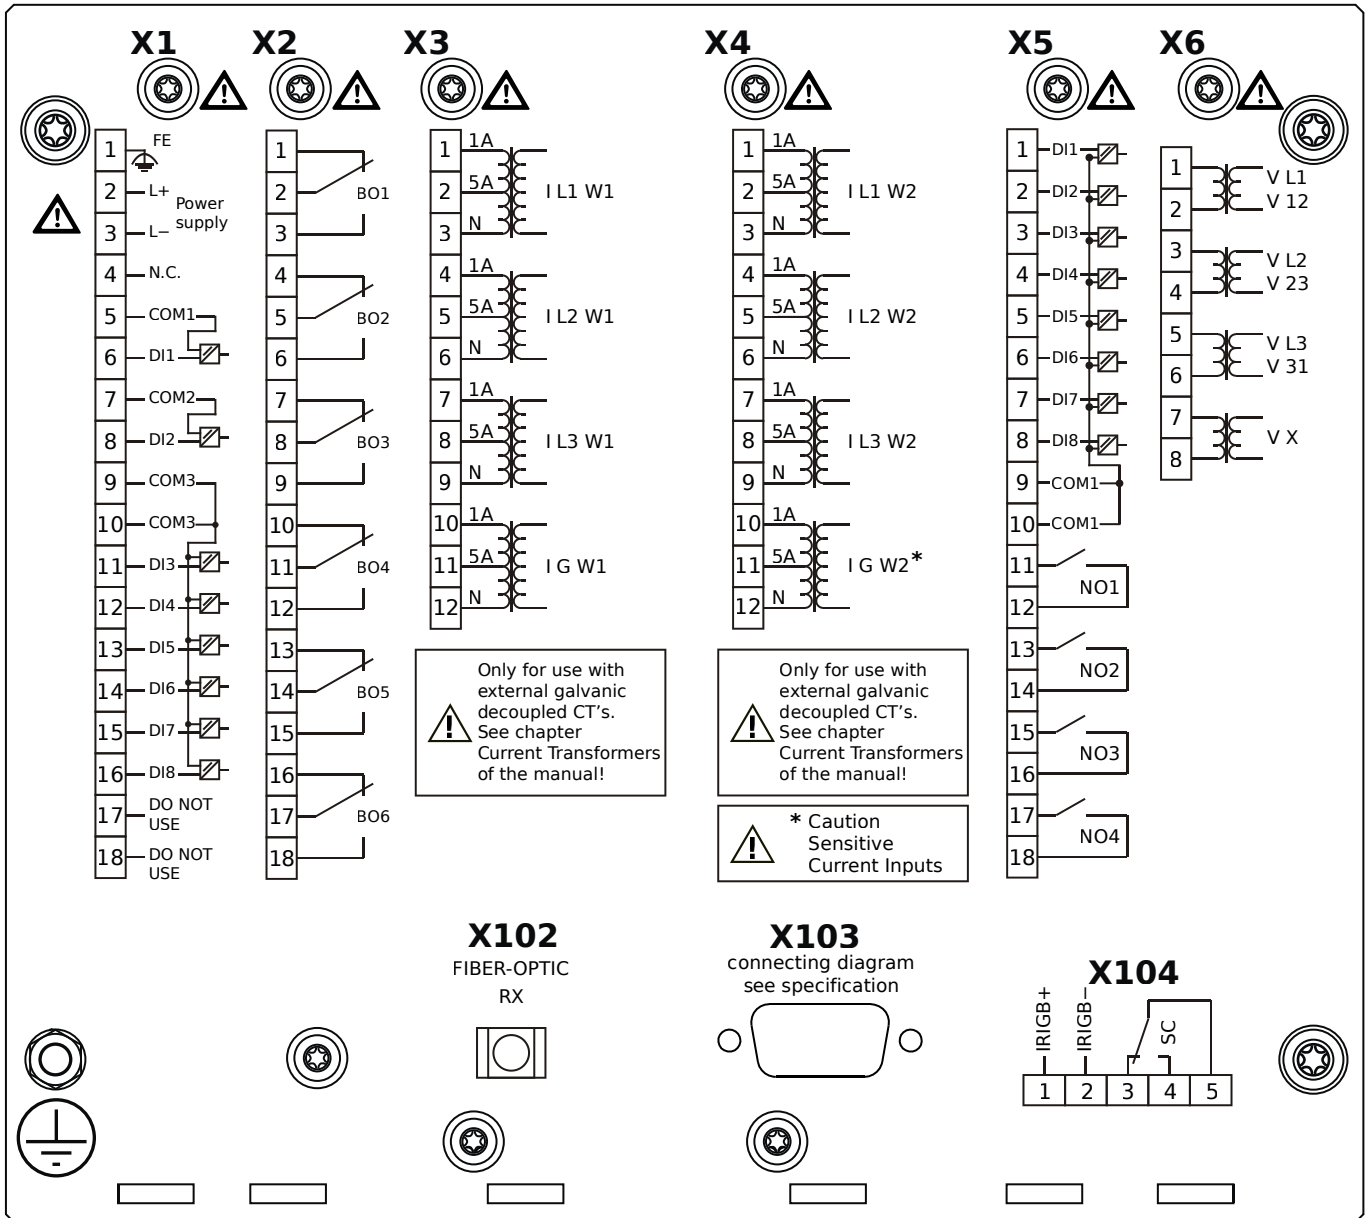 X1 X2 X3 X4 X5 X6
1 FE
2 L+
Power
supply
3 L−
4 N.C.
5 COM1
6 DI1
7 COM2
8 DI2
9 COM3
10 COM3
11 DI3
12 DI4
13 DI5
14 DI6
15 DI7
16 DI8
17 DO NOT
USE
18 DO NOT
USE
1
2 BO1
3
4
5 BO2
6
7
8 BO3
9
10
11 BO4
12
13
14 BO5
15
16
17 BO6
18
1 1A
2 5A I L1 W1
3 N
4 1A
5 5A I L2 W1
6 N
7 1A
8 5A I L3 W1
9 N
10 1A
11 5A I G W1
12 N
Only for use with
external galvanic
decoupled CT's.
See chapter
Current Transformers
of the manual!
1 1A
2 5A I L1 W2
3 N
4 1A
5 5A I L2 W2
6 N
7 1A
8 5A I L3 W2
9 N
10 1A
11 5A I G W2*
12 N
Only for use with
external galvanic
decoupled CT's.
See chapter
Current Transformers
of the manual!
* Caution
Sensitive
Current Inputs
1 DI1
2 DI2
3 DI3
4 DI4
5 DI5
6 DI6
7 DI7
8 DI8
9 COM1
10 COM1
11
NO1
12
13
NO2
14
15
NO3
16
17
NO4
18
1
V L1
V 12
2
3
V L2
V 23
4
5
V L3
V 31
6
7
V X
8
X102
FIBER-OPTIC
RX
X103
connecting diagram
see specification
X104
IRIGB+
IRIGB−
SC
1 2 3 4 5